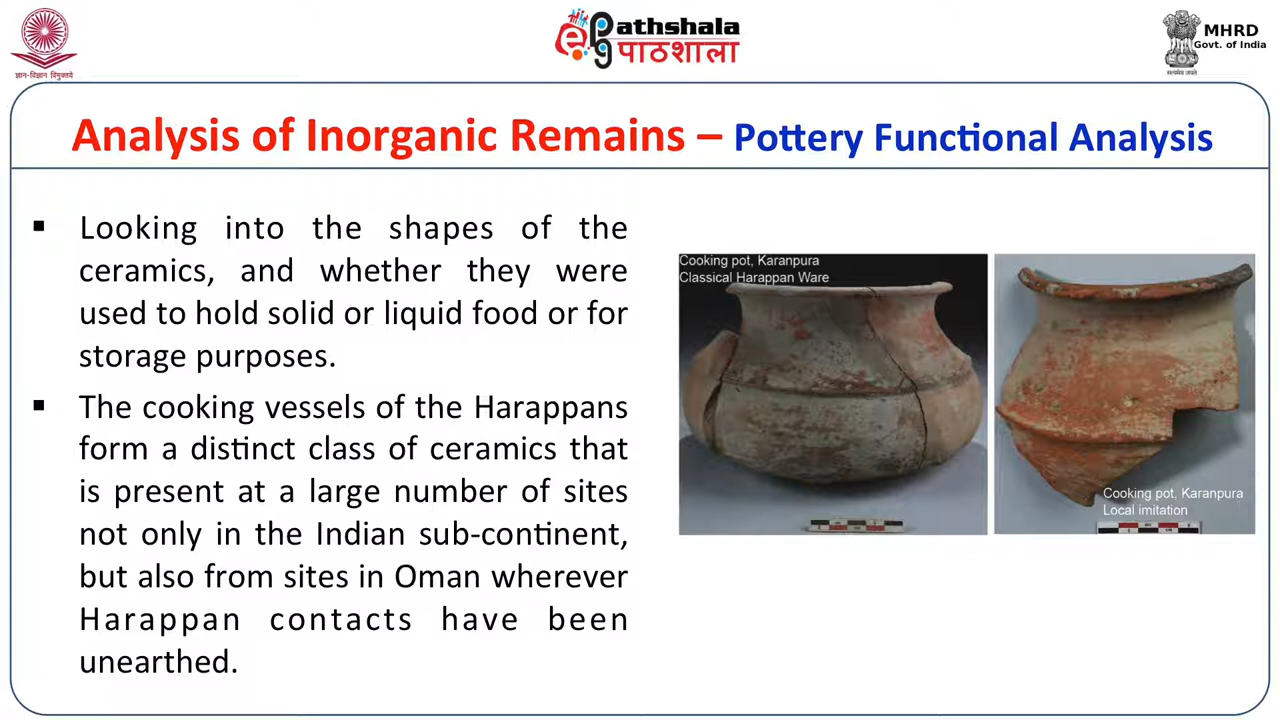 ज्ञान-विज्ञान विमुक्तये
ePathshala
पाठशाला
MHRD
Govt. of India
सत्यमेव जयते
Analysis of Inorganic Remains – Pottery Functional Analysis
▪ Looking into the shapes of the
ceramics, and whether they were
used to hold solid or liquid food or for
storage purposes.
▪ The cooking vessels of the Harappans
form a distinct class of ceramics that
is present at a large number of sites
not only in the Indian sub-continent,
but also from sites in Oman wherever
Harappan contacts have been
unearthed.
Cooking pot, Karanpura
Classical Harappan Ware
Cooking pot, Karanpura
Local imitation